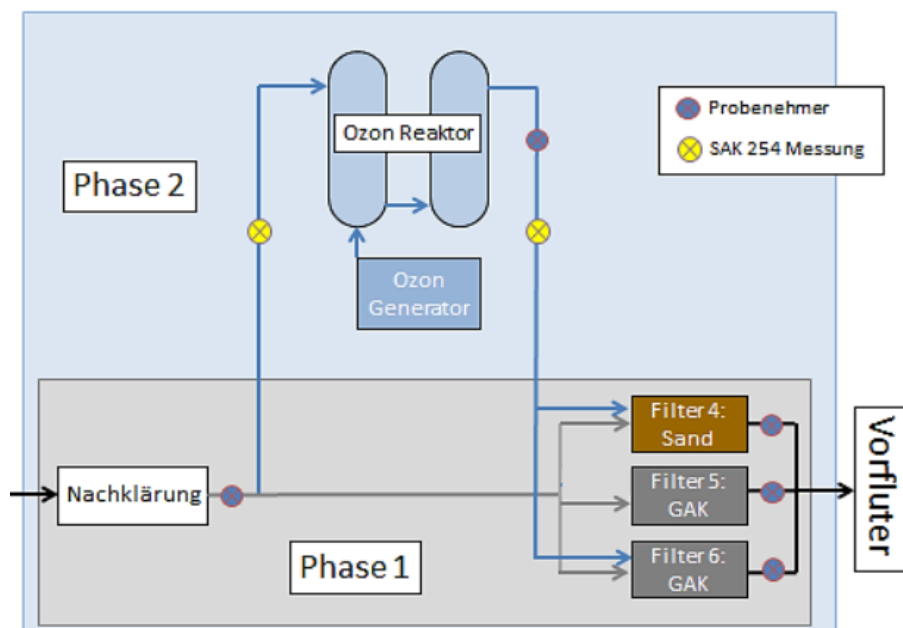 Ozon Reaktor
Probenehmer
SAK 254 Messung
Phase 2
Ozon
Generator
Filter 4:
Sand
Nachklärung
Filter 5:
GAK
Vorfluter
Phase 1
Filter 6:
GAK